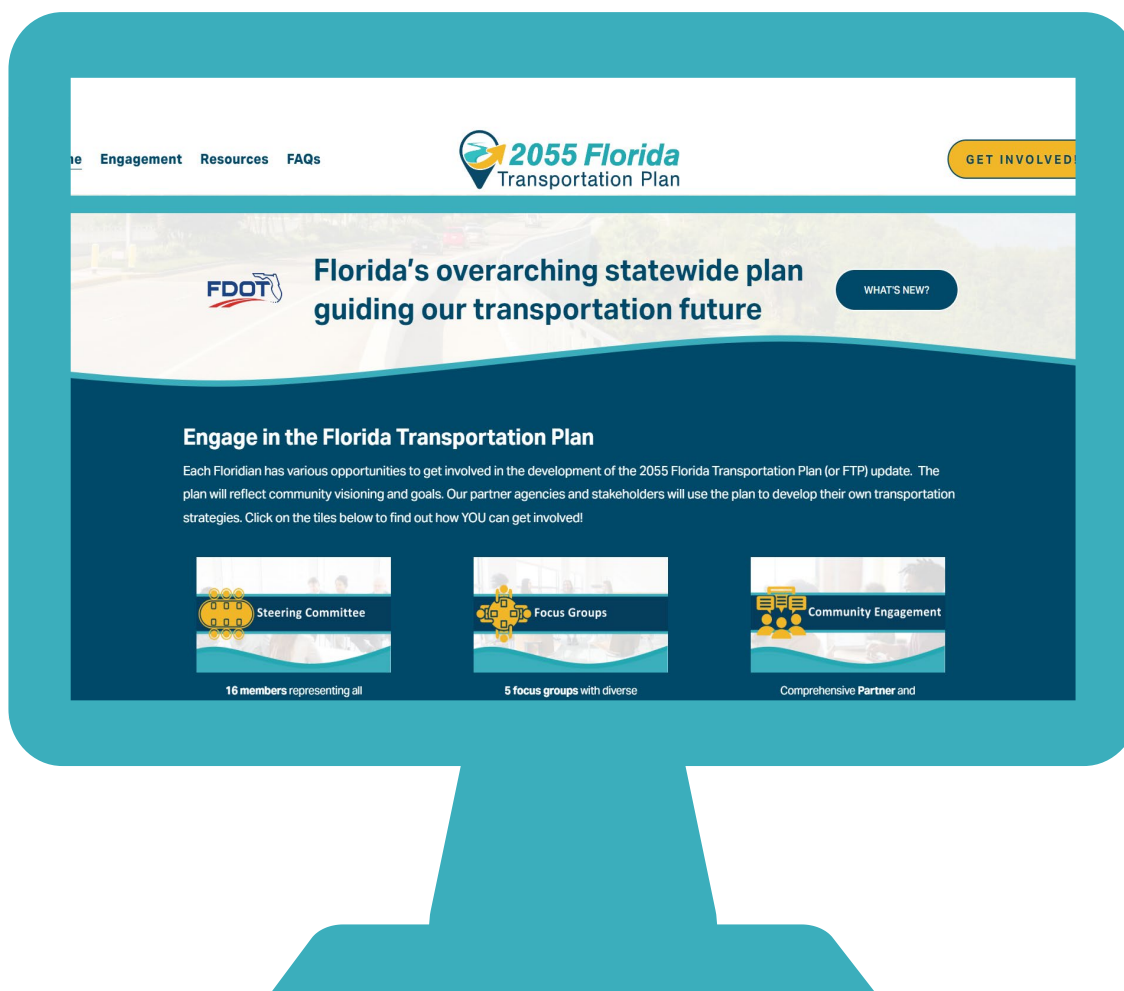 Engagement Resources FAQs
2055 Florida
Transportation Plan
GET INVOLVED!
FDOT
Florida's overarching statewide plan
guiding our transportation future
WHAT'S NEW?
Engage in the Florida Transportation Plan
Each Floridian has various opportunities to get involved in the development of the 2055 Florida Transportation Plan (or FTP) update. The
plan will reflect community visioning and goals. Our partner agencies and stakeholders will use the plan to develop their own transportation
strategies. Click on the tiles below to find out how YOU can get involved!
Steering Committee
Focus Groups
Community Engagement
16 members representing all
5 focus groups with diverse
Comprehensive Partner and